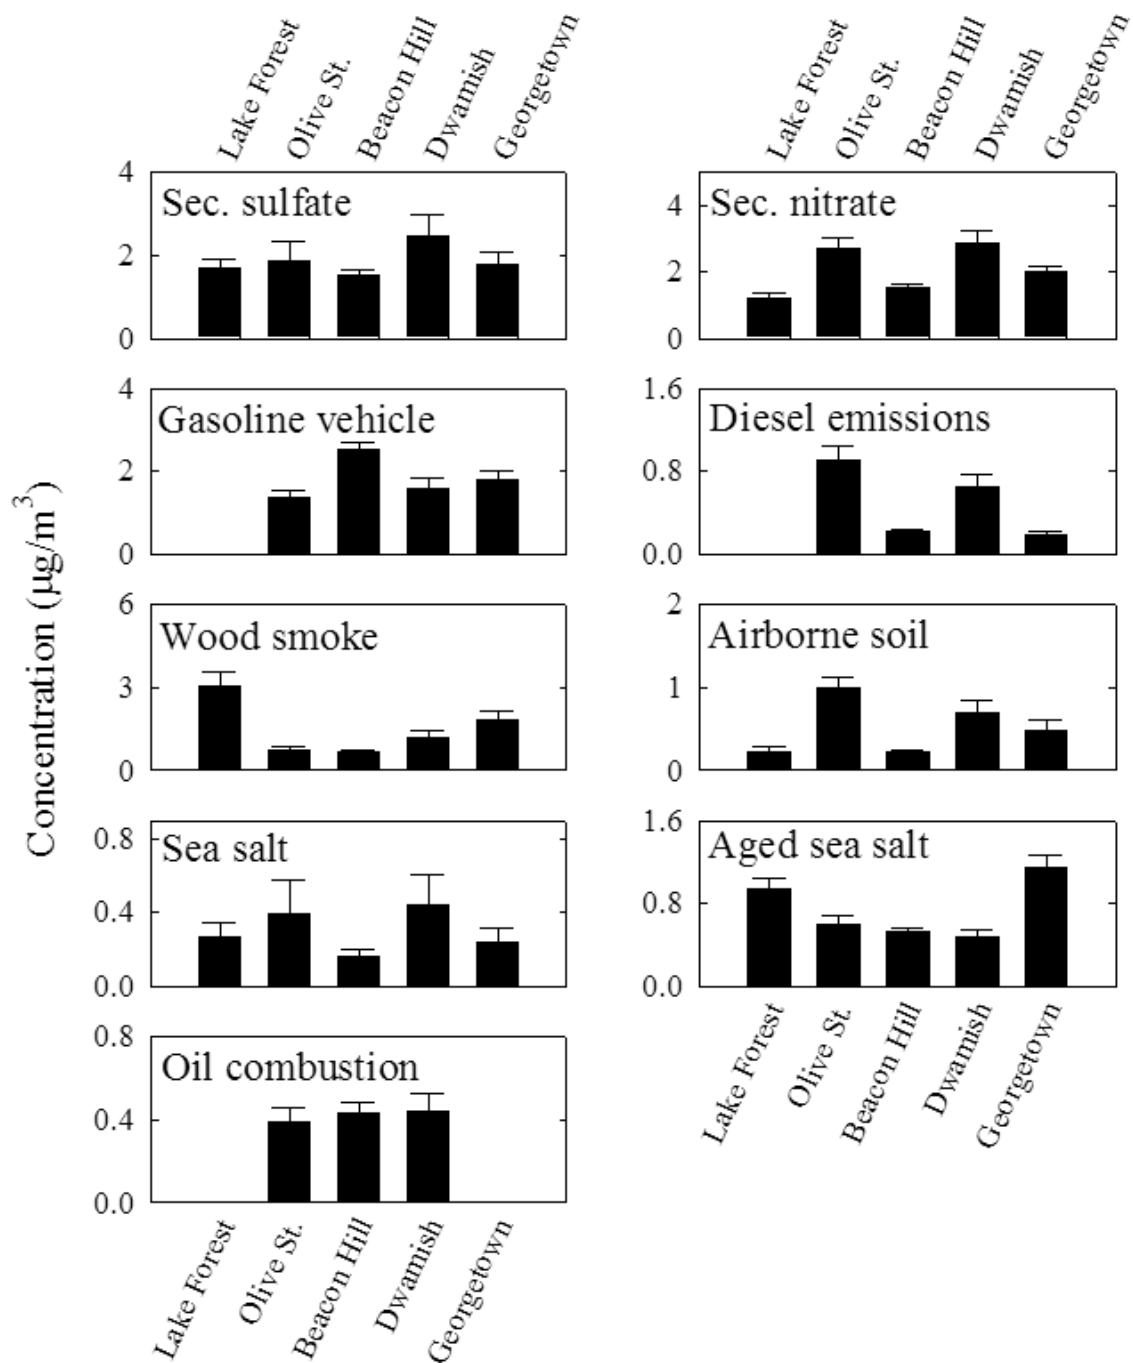 Lake Forest
Olive St.
Beacon Hill
Dwamish
Georgetown
Lake Forest
Olive St.
Beacon Hill
Dwamish
Georgetown
Concentration (µg/m³)
4
Sec. sulfate
2
0
Sec. nitrate
4
2
0
4
Gasoline vehicle
2
0
1.6
Diesel emissions
0.8
0.0
6
Wood smoke
3
0
2
Airborne soil
1
0
0.8
Sea salt
0.4
0.0
1.6
Aged sea salt
0.8
0.0
Lake Forest
Olive St.
Beacon Hill
Dwamish
Georgetown
0.8
Oil combustion
0.4
0.0
Lake Forest
Olive St.
Beacon Hill
Dwamish
Georgetown